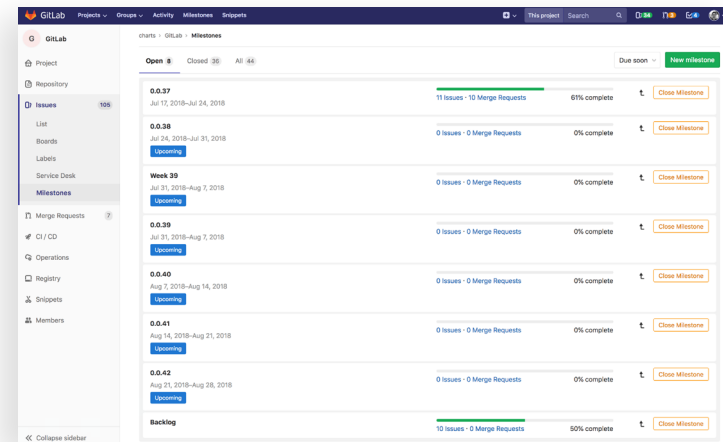 GitLab Projects Groups Activity Milestones Snippets This project Search 34 3 4
G GitLab
charts › GitLab › Milestones
Project
Repository
Issues 105
List
Boards
Labels
Service Desk
Milestones
Merge Requests 7
CI / CD
Operations
Registry
Snippets
Members
« Collapse sidebar
Open 8 Closed 36 All 44 Due soon New milestone
0.0.37
Jul 17, 2018–Jul 24, 2018
11 Issues · 10 Merge Requests 61% complete Close Milestone
0.0.38
Jul 24, 2018–Jul 31, 2018
Upcoming
0 Issues · 0 Merge Requests 0% complete Close Milestone
Week 39
Jul 31, 2018–Aug 7, 2018
Upcoming
0 Issues · 0 Merge Requests 0% complete Close Milestone
0.0.39
Jul 31, 2018–Aug 7, 2018
Upcoming
0 Issues · 0 Merge Requests 0% complete Close Milestone
0.0.40
Aug 7, 2018–Aug 14, 2018
Upcoming
0 Issues · 0 Merge Requests 0% complete Close Milestone
0.0.41
Aug 14, 2018–Aug 21, 2018
Upcoming
0 Issues · 0 Merge Requests 0% complete Close Milestone
0.0.42
Aug 21, 2018–Aug 28, 2018
Upcoming
0 Issues · 0 Merge Requests 0% complete Close Milestone
Backlog
10 Issues · 0 Merge Requests 50% complete Close Milestone